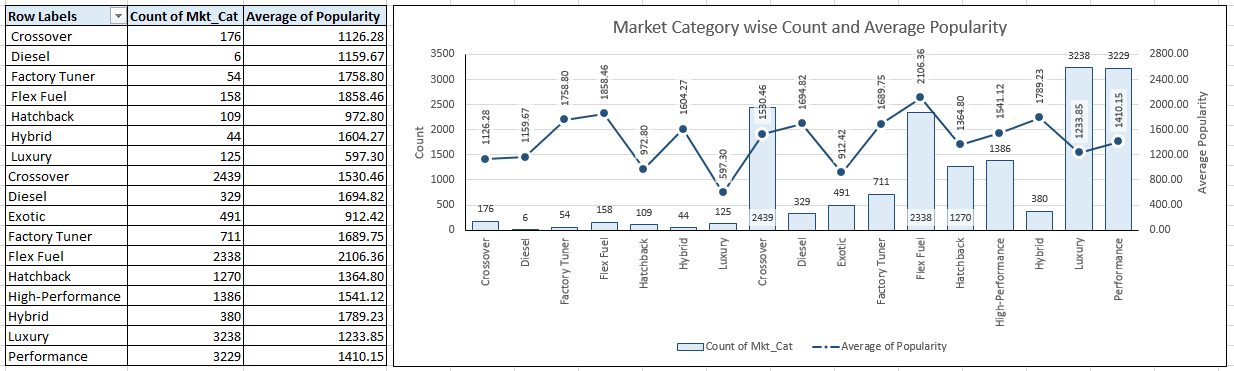 Row Labels Count of Mkt_Cat Average of Popularity
Crossover 176 1126.28
Diesel 6 1159.67
Factory Tuner 54 1758.80
Flex Fuel 158 1858.46
Hatchback 109 972.80
Hybrid 44 1604.27
Luxury 125 597.30
Crossover 2439 1530.46
Diesel 329 1694.82
Exotic 491 912.42
Factory Tuner 711 1689.75
Flex Fuel 2338 2106.36
Hatchback 1270 1364.80
High-Performance 1386 1541.12
Hybrid 380 1789.23
Luxury 3238 1233.85
Performance 3229 1410.15
Market Category wise Count and Average Popularity
Count
3500
3000
2500
2000
1500
1000
500
0
1126.28
1159.67
1758.80
1858.46
972.80
1604.27
597.30
1530.46
1694.82
912.42
1689.75
2106.36
1364.80
1541.12
1789.23
1233.85
1410.15
176
6
54
158
109
44
125
2439
329
491
711
2338
1270
1386
380
3238
3229
2800.00
2400.00
2000.00
1600.00
1200.00
800.00
400.00
0.00
Average Popularity
Crossover
Diesel
Factory Tuner
Flex Fuel
Hatchback
Hybrid
Luxury
Crossover
Diesel
Exotic
Factory Tuner
Flex Fuel
Hatchback
High-Performance
Hybrid
Luxury
Performance
Count of Mkt_Cat Average of Popularity